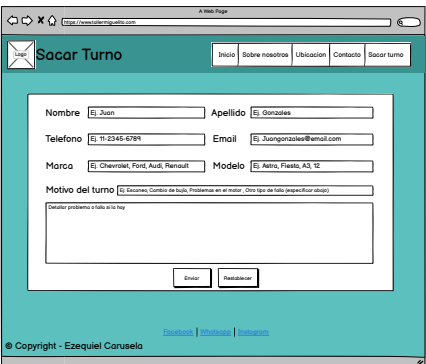 A Web Page
https://www.tallermiguelito.com
Logo
Sacar Turno
Inicio
Sobre nosotros
Ubicacion
Contacto
Sacar turno
Nombre Ej. Juan Apellido Ej. Gonzales
Telefono Ej. 11-2345-6789 Email Ej. Juangonzales@email.com
Marca Ej. Chevrolet, Ford, Audi, Renault Modelo Ej. Astra, Fiesta, A3, 12
Motivo del turno Ej: Escaneo, Cambio de bujia, Problemas en el motor , Otro tipo de falla (especificar abajo)
Detallar problema o falla si la hay
Enviar Restablecer
Facebook | Whatsapp | Instagram
© Copyright - Ezequiel Carusela